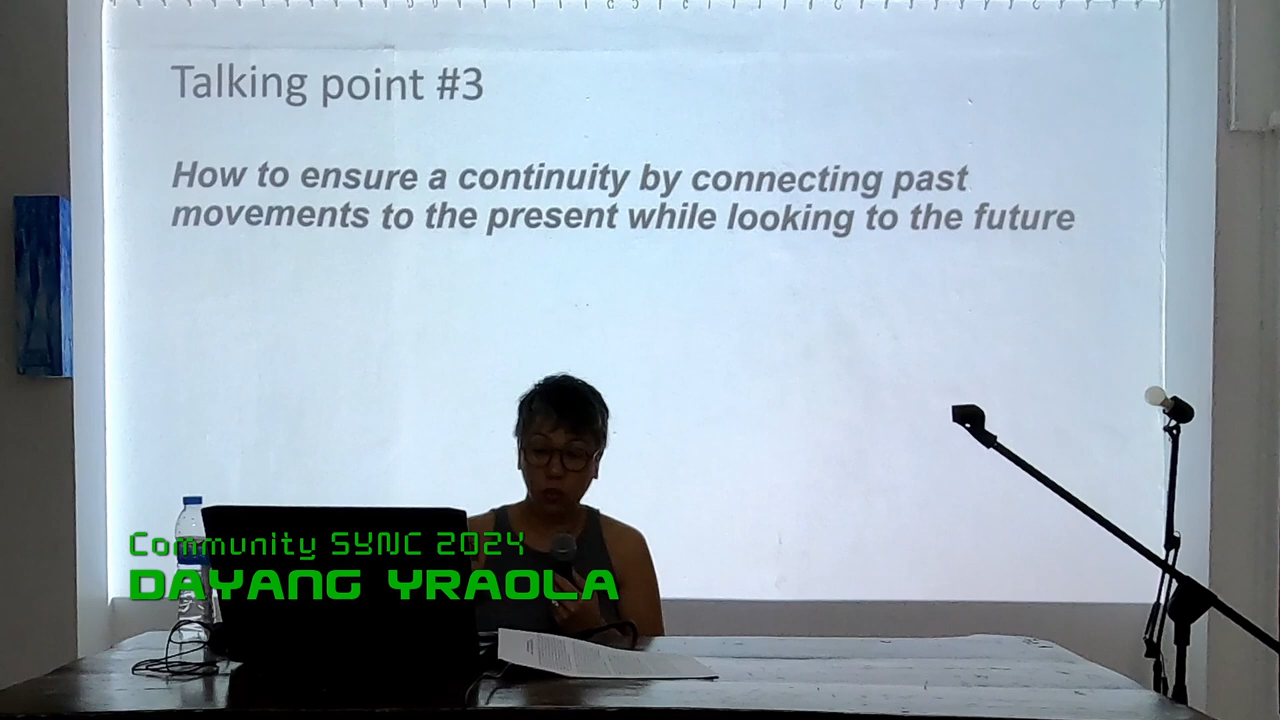 Talking point #3
How to ensure a continuity by connecting past
movements to the present while looking to the future
Community SYNC 2024
DAYANG YRAOLA